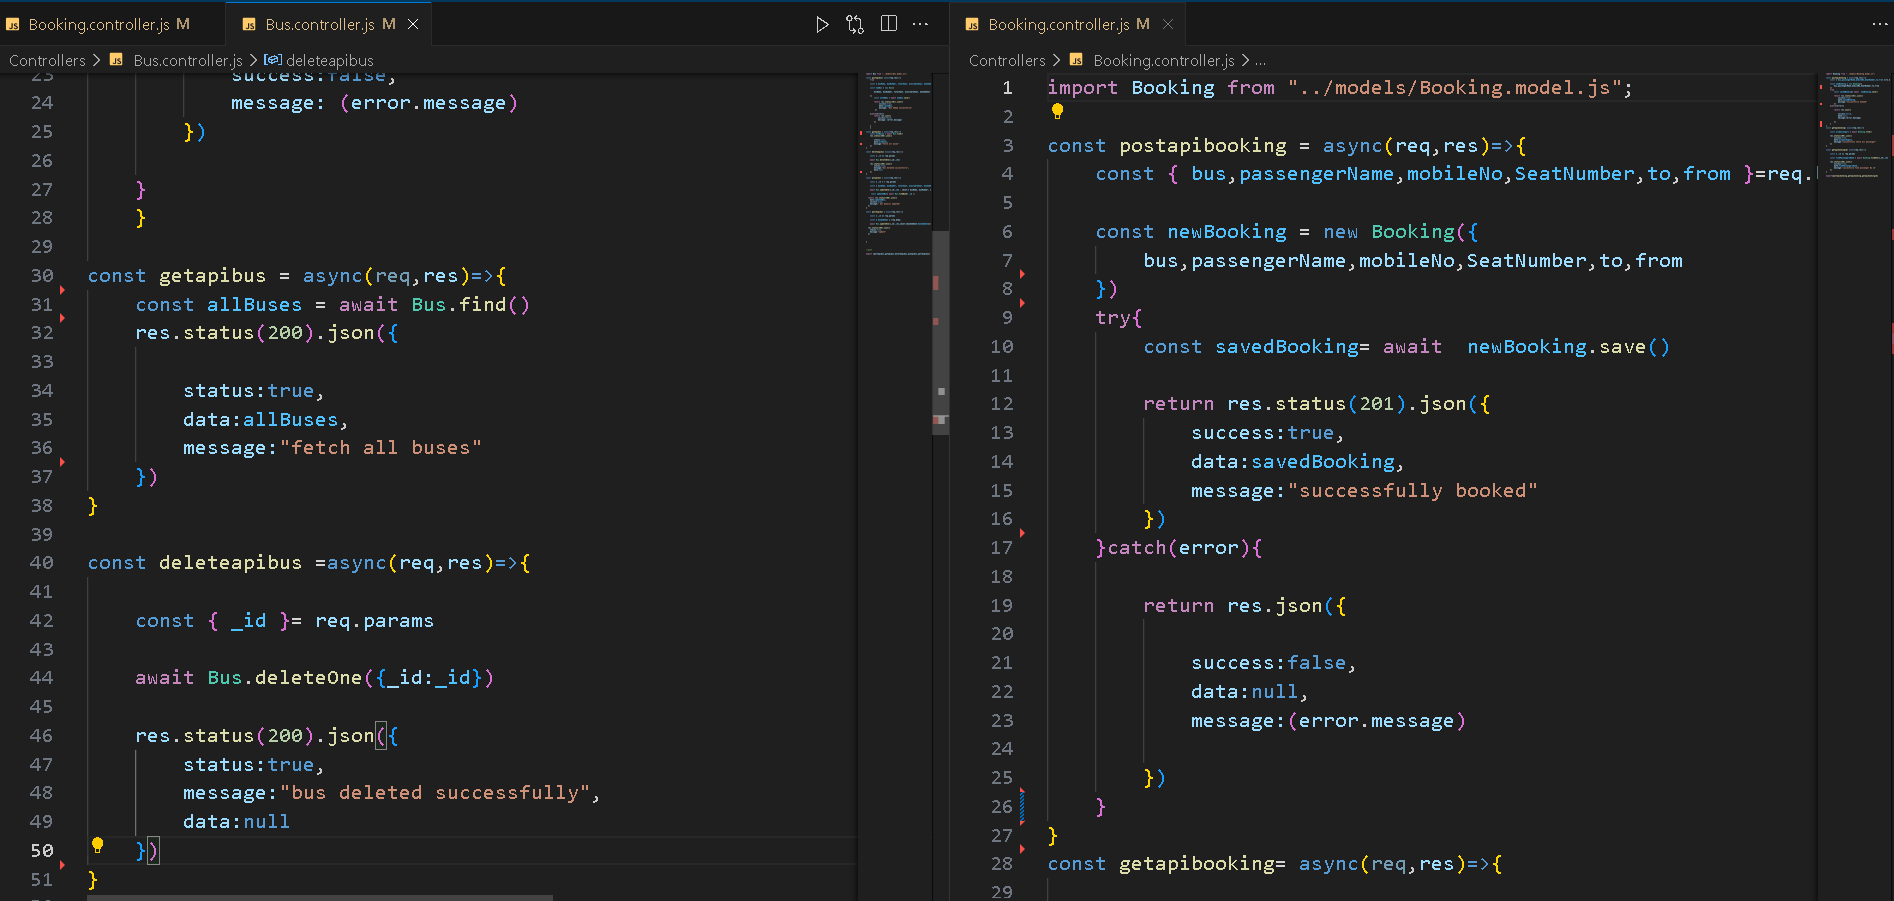 Booking.controller.js M
Bus.controller.js M
Controllers > Bus.controller.js > deleteapibus
23 success:false,
24 message: (error.message)
25 })
26
27 }
28 }
29
30 const getapibus = async(req,res)=>{
31 const allBuses = await Bus.find()
32 res.status(200).json({
33
34 status:true,
35 data:allBuses,
36 message:"fetch all buses"
37 })
38 }
39
40 const deleteapibus =async(req,res)=>{
41
42 const { _id }= req.params
43
44 await Bus.deleteOne({_id:_id})
45
46 res.status(200).json({
47 status:true,
48 message:"bus deleted successfully",
49 data:null
50 })
51 }
Booking.controller.js M
Controllers > Booking.controller.js > ...
1 import Booking from "../models/Booking.model.js";
2
3 const postapibooking = async(req,res)=>{
4 const { bus,passengerName,mobileNo,SeatNumber,to,from }=req.
5
6 const newBooking = new Booking({
7 bus,passengerName,mobileNo,SeatNumber,to,from
8 })
9 try{
10 const savedBooking= await  newBooking.save()
11
12 return res.status(201).json({
13 success:true,
14 data:savedBooking,
15 message:"successfully booked"
16 })
17 }catch(error){
18
19 return res.json({
20
21 success:false,
22 data:null,
23 message:(error.message)
24
25 })
26 }
27 }
28 const getapibooking= async(req,res)=>{
29